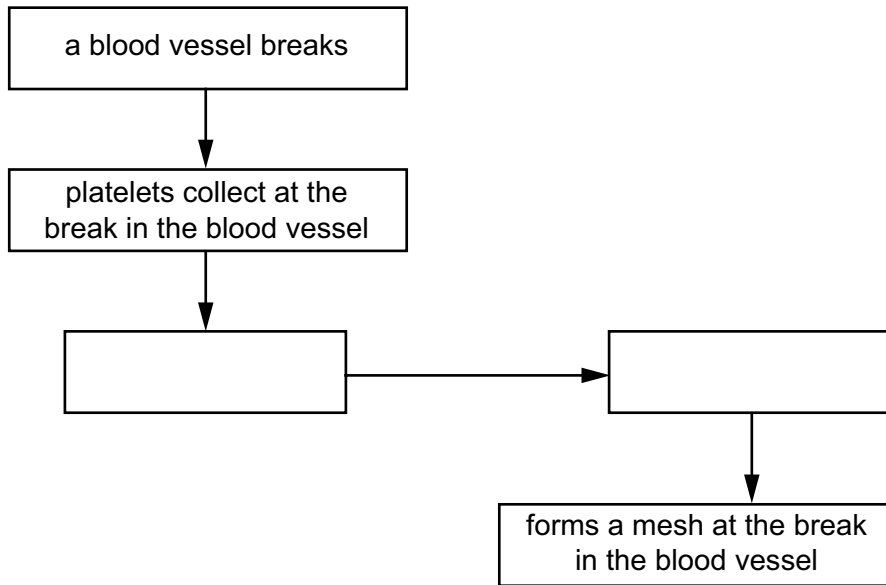 a blood vessel breaks
platelets collect at the
break in the blood vessel
forms a mesh at the break
in the blood vessel